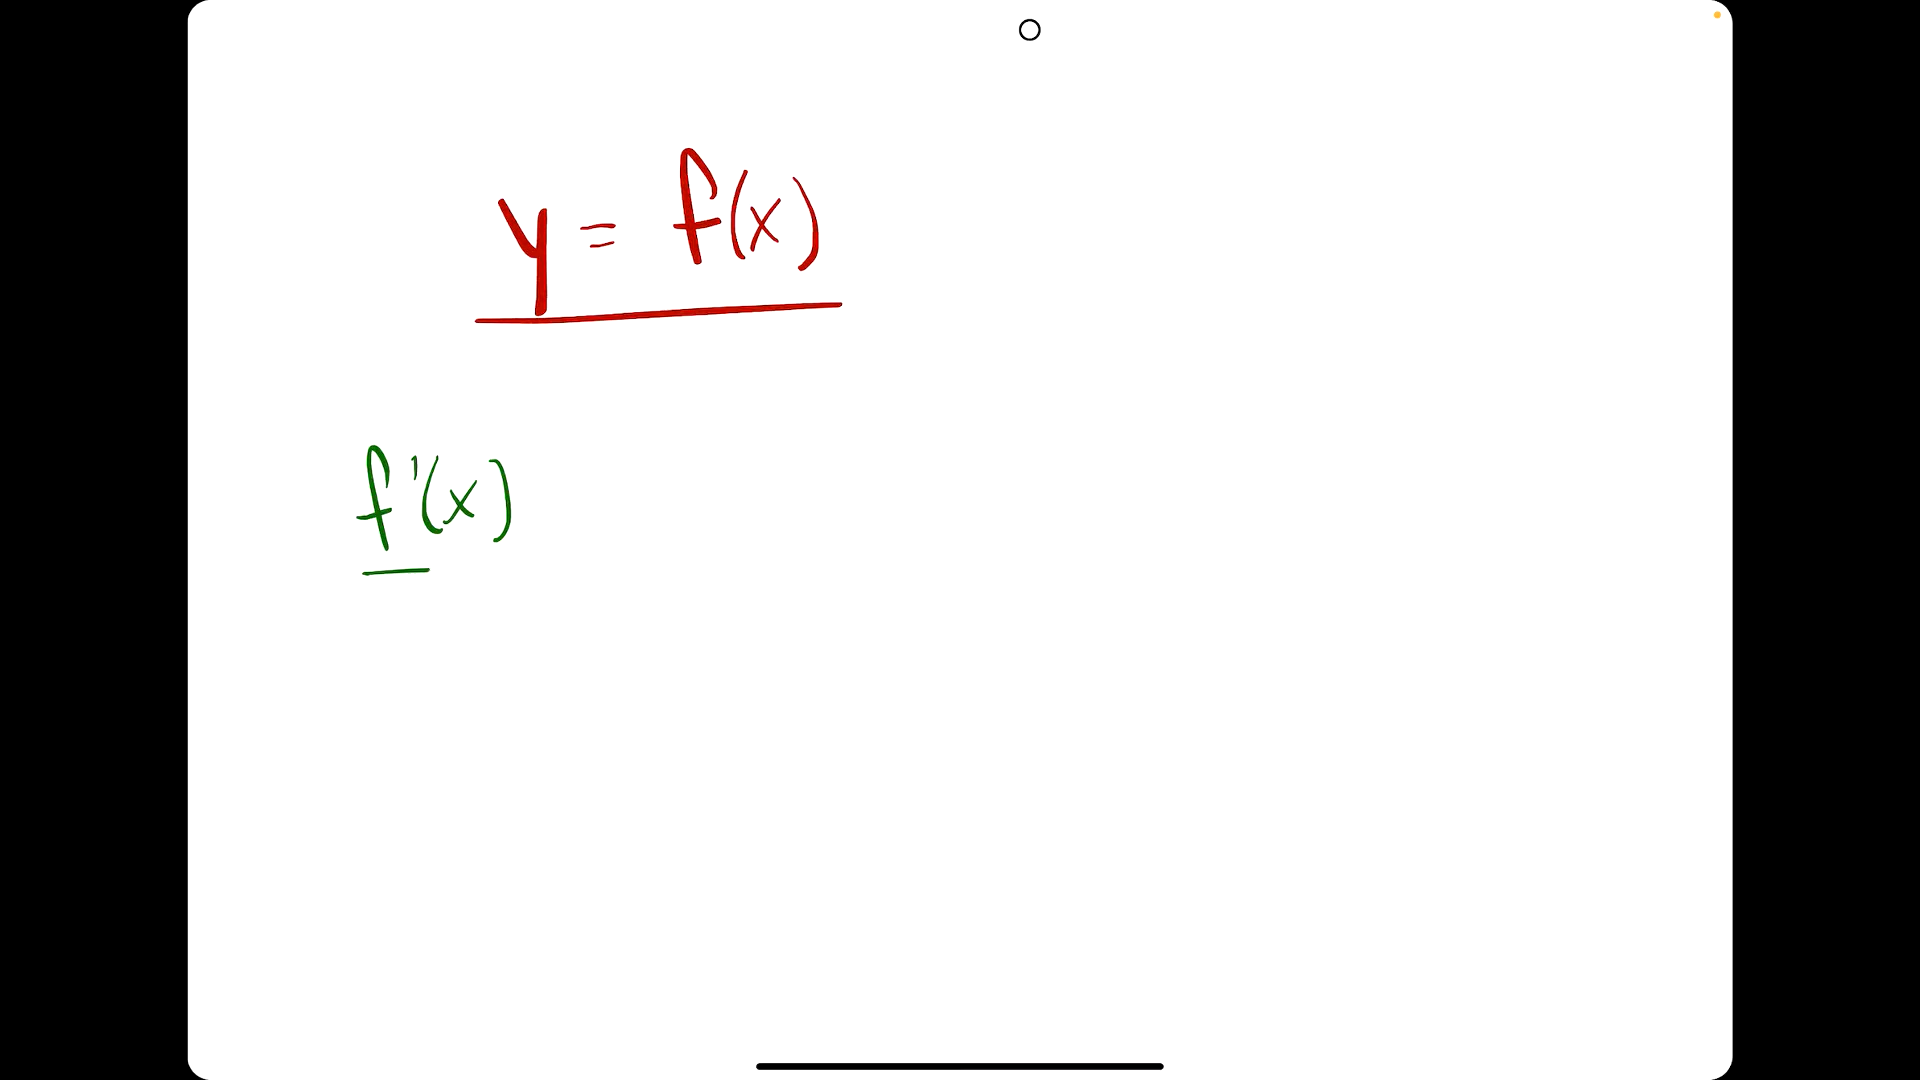 y = f(x)
f'(x)